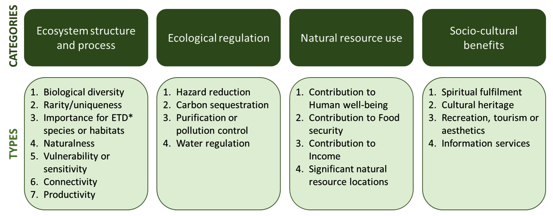 CATEGORIES
Ecosystem structure
and process
Ecological regulation
Natural resource use
Socio-cultural
benefits
TYPES
1. Biological diversity
2. Rarity/uniqueness
3. Importance for ETD*
species or habitats
4. Naturalness
5. Vulnerability or
sensitivity
6. Connectivity
7. Productivity
1. Hazard reduction
2. Carbon sequestration
3. Purification or
pollution control
4. Water regulation
1. Contribution to
Human well-being
2. Contribution to Food
security
3. Contribution to
Income
4. Significant natural
resource locations
1. Spiritual fulfilment
2. Cultural heritage
3. Recreation, tourism or
aesthetics
4. Information services